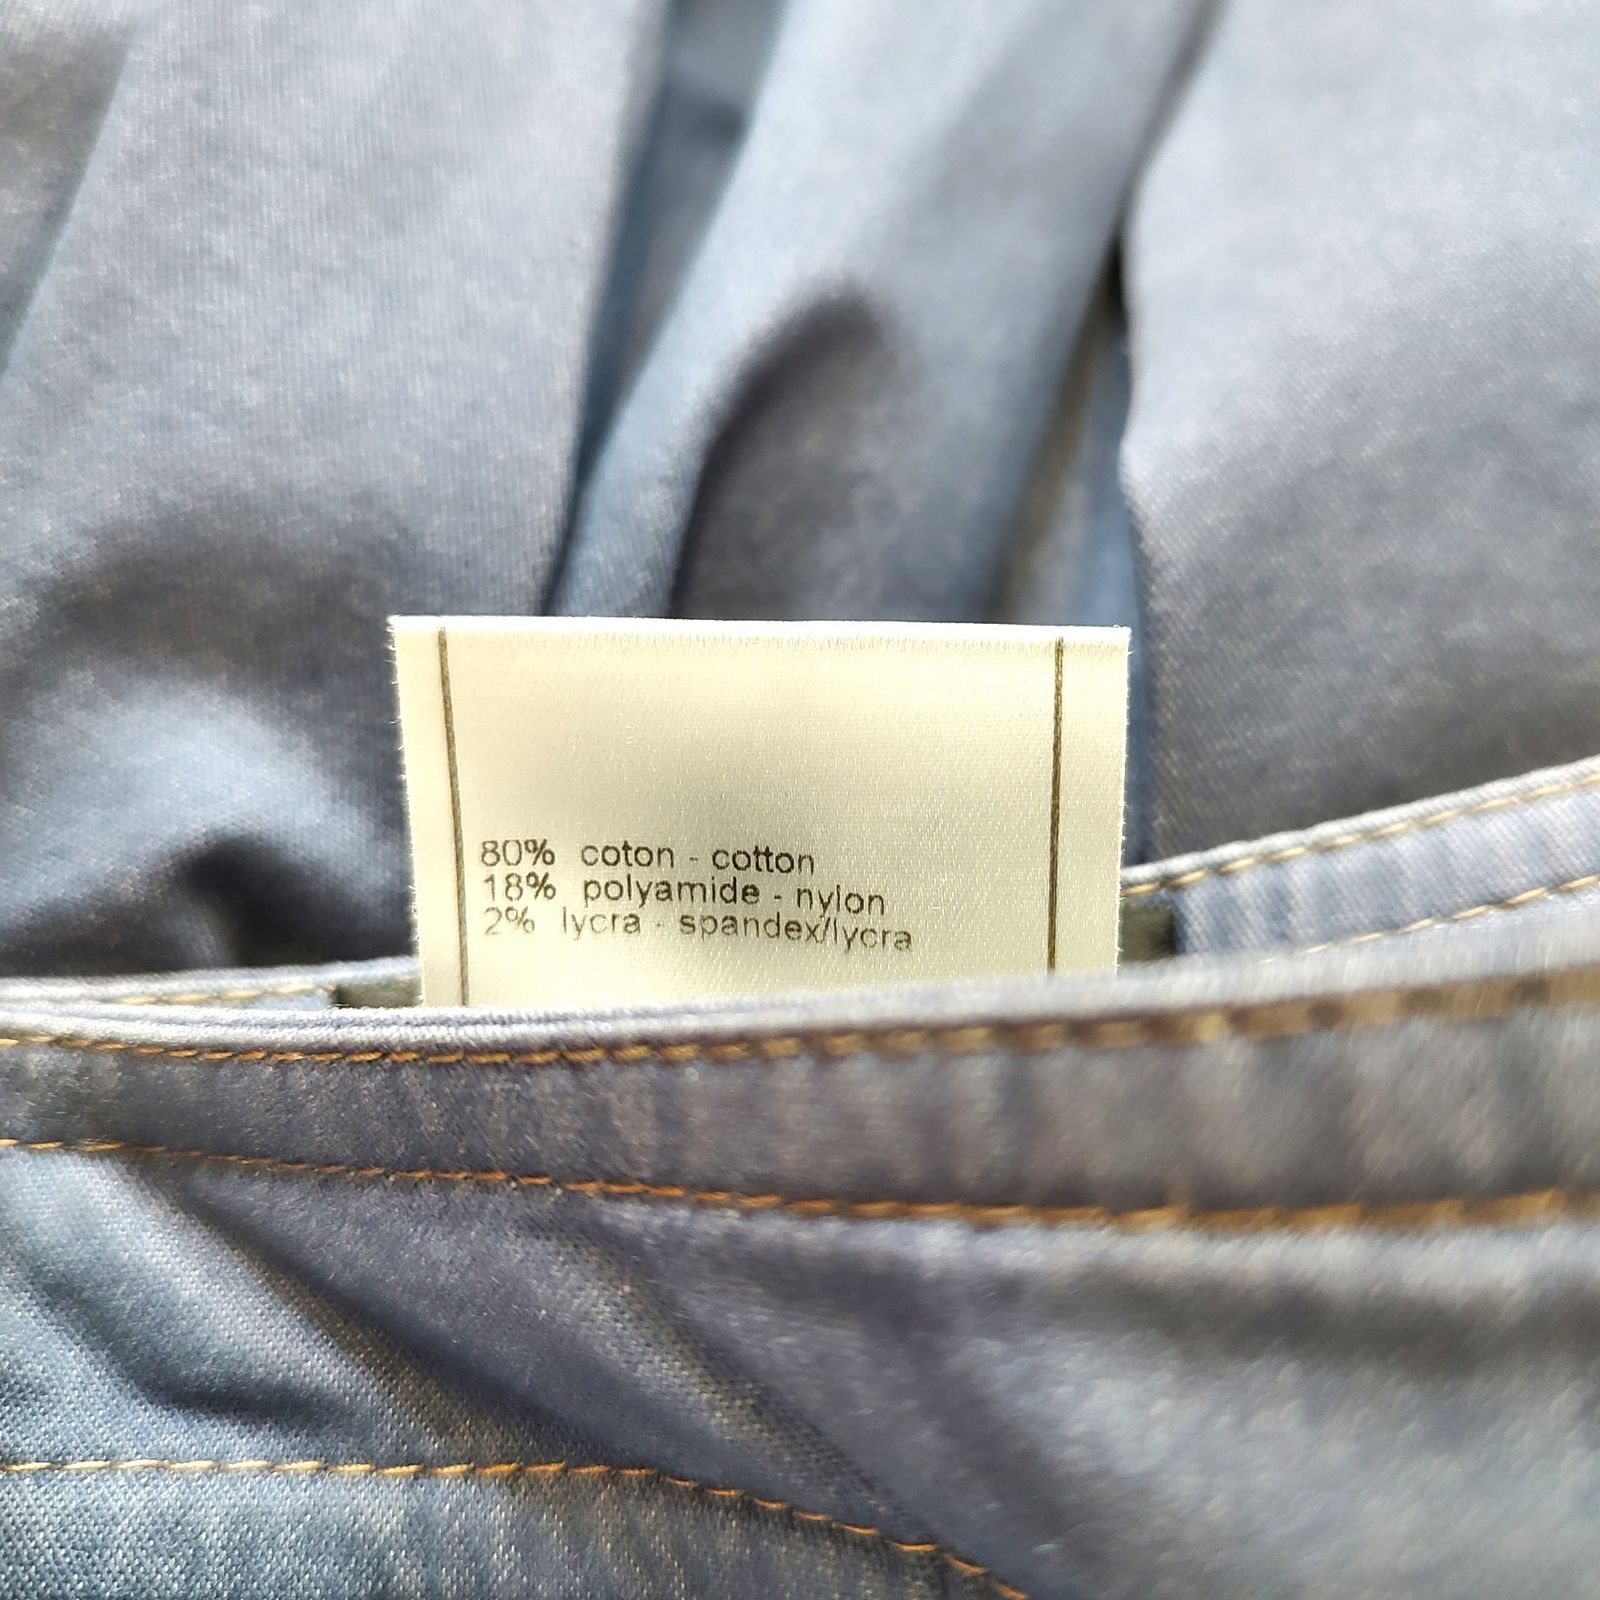 80% coton - cotton
18% polyamide - nylon
2% lycra - spandex/lycra